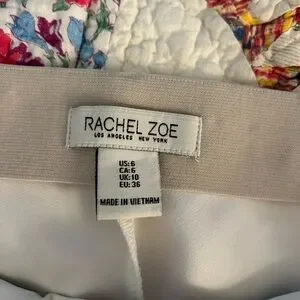 RACHEL ZOE
LOS ANGELES NEW YORK
US: 6
CA: 6
UK: 10
EU: 36
MADE IN VIETNAM